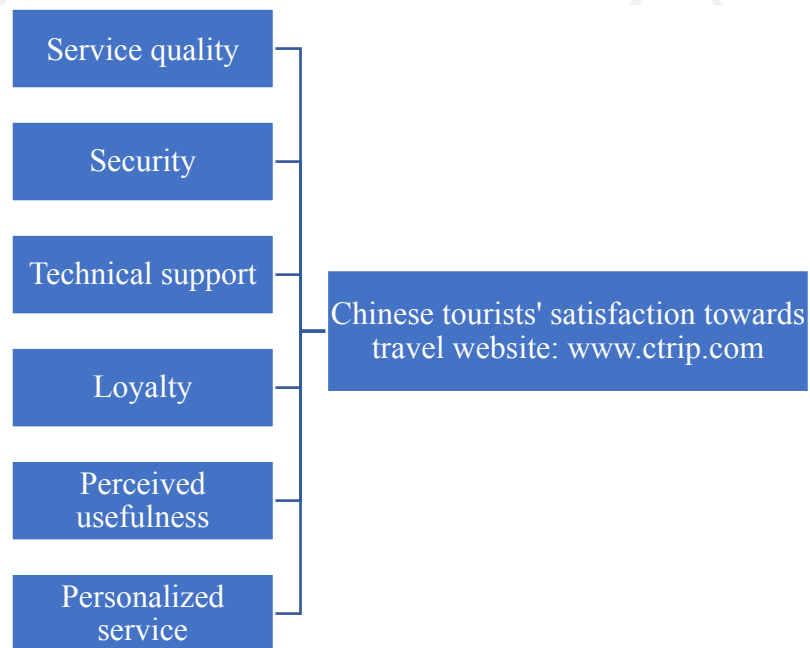 Service quality
Security
Technical support
Loyalty
Perceived
usefulness
Personalized
service
Chinese tourists' satisfaction towards
travel website: www.ctrip.com